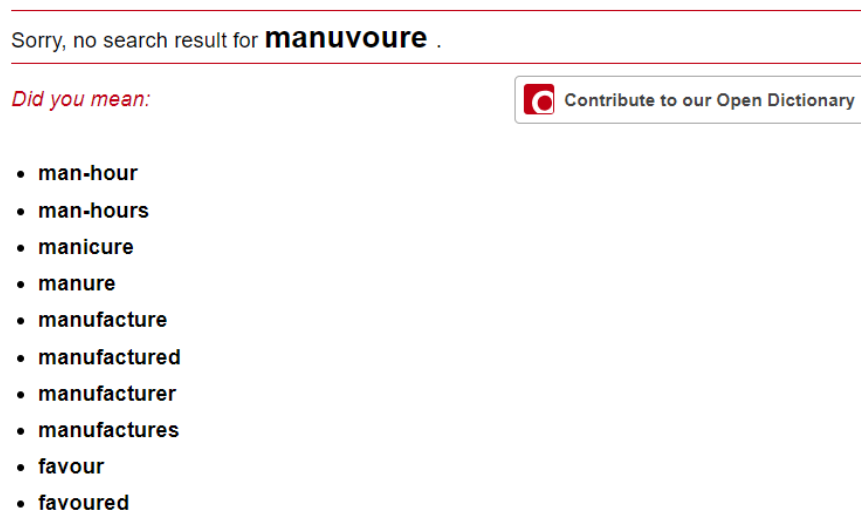 Sorry, no search result for manuvoure .
Did you mean:
Contribute to our Open Dictionary
man-hour
man-hours
manicure
manure
manufacture
manufactured
manufacturer
manufactures
favour
favoured